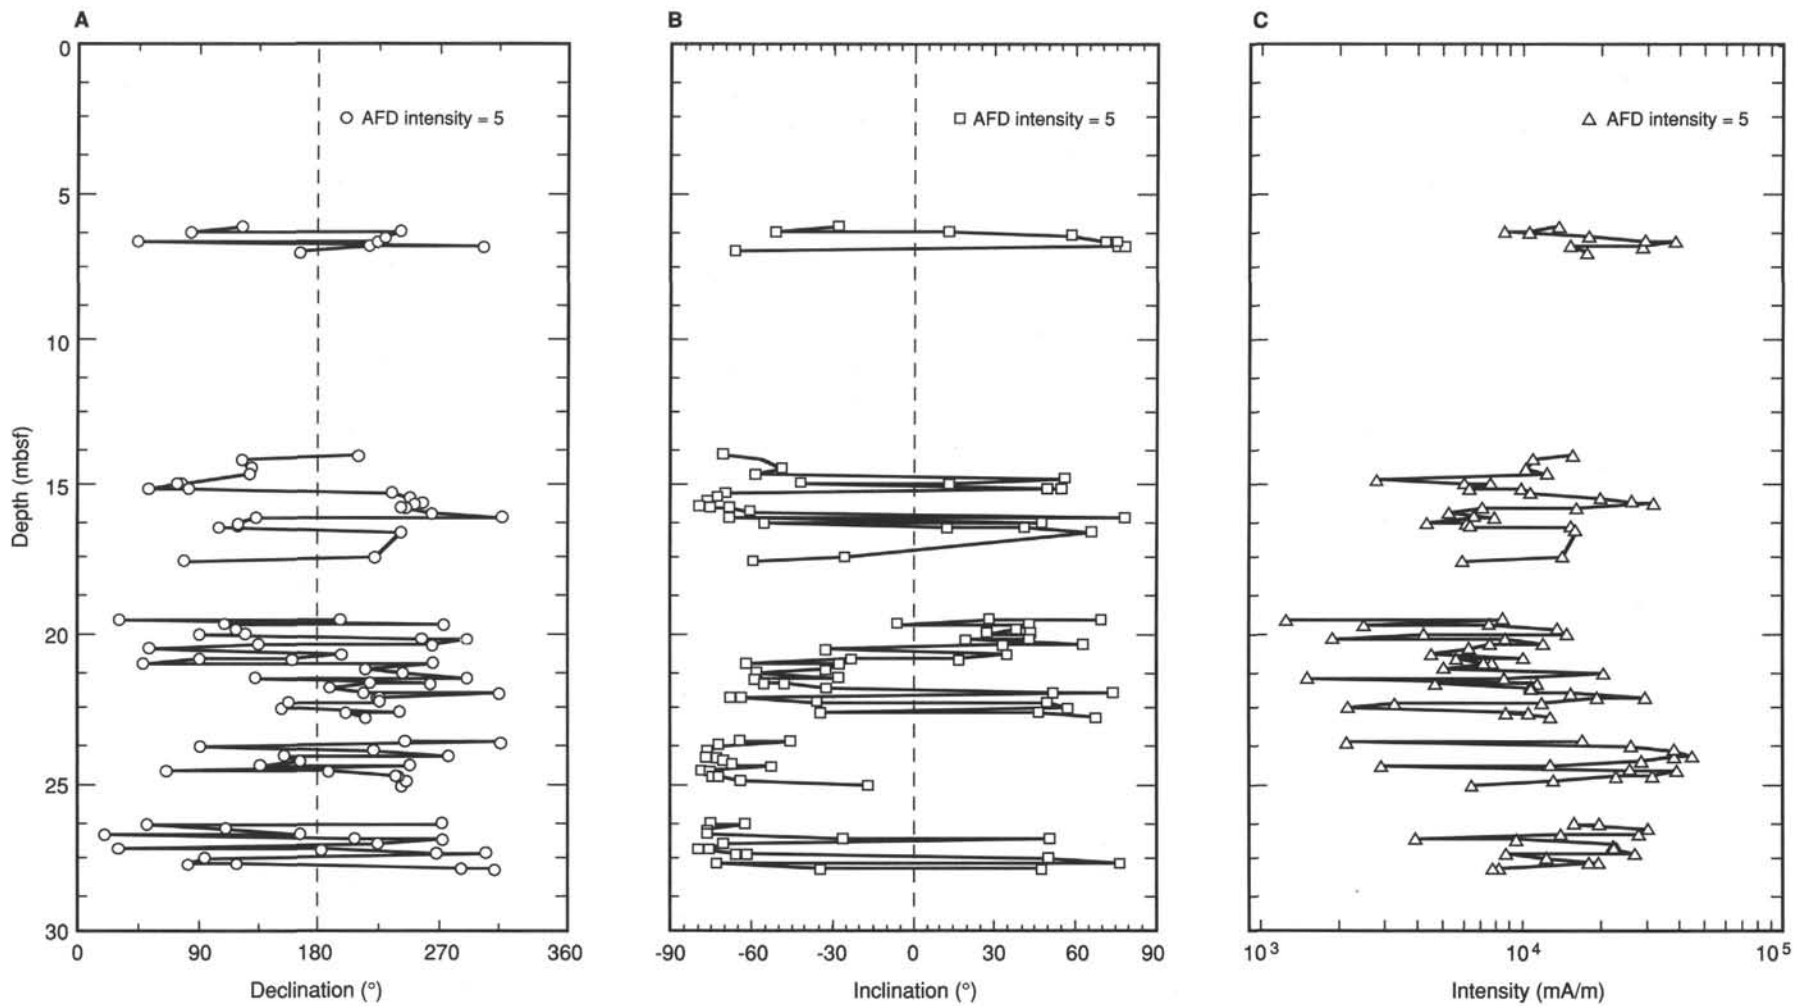 A
B
C
AFD intensity = 5
AFD intensity = 5
AFD intensity = 5
0
5
10
15
20
25
30
Depth (mbsf)
0 90 180 270 360
-90 -60 -30 0 30 60 90
10³ 10⁴ 10⁵
Declination (°)
Inclination (°)
Intensity (mA/m)